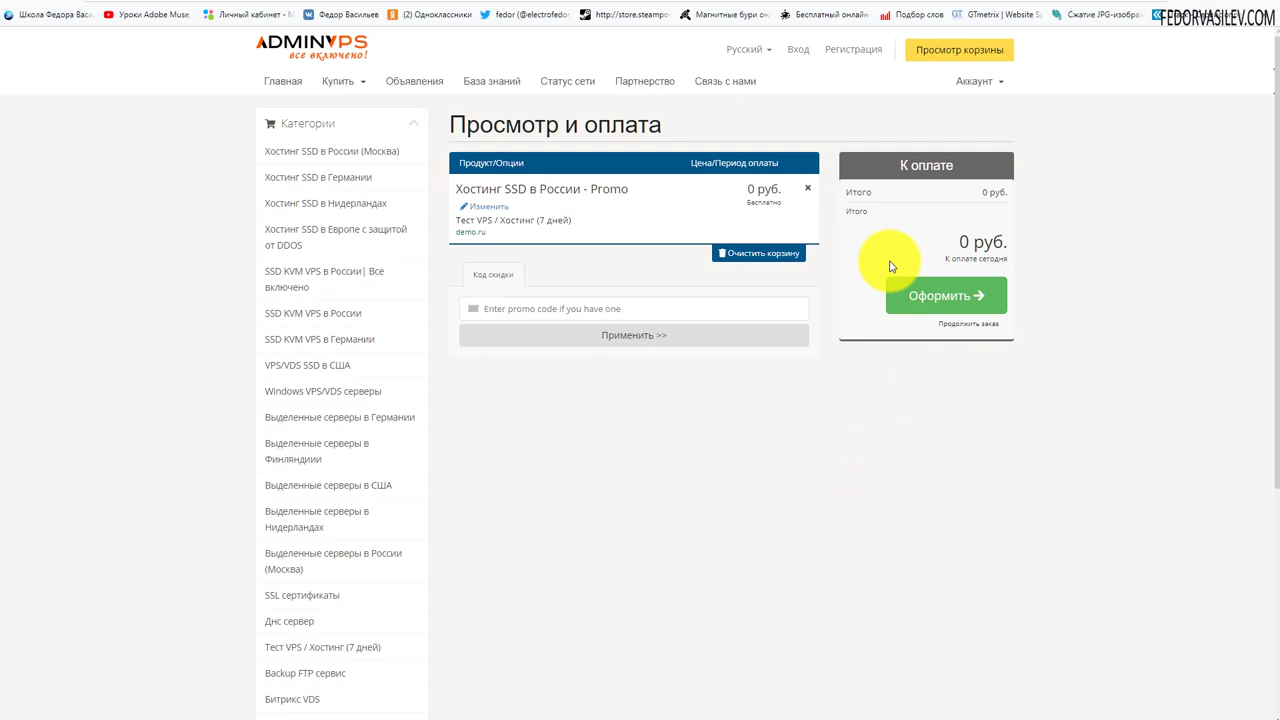 Школа Федора Васи
Уроки Adobe Muse,
Личный кабинет - М
Федор Васильев
(2) Одноклассники
fedor (@electrofedor
http://store.steampo
Магнитные бури он
Бесплатный онлайн
Подбор слов
GTmetrix | Website S
Сжатие JPG-изобра
FEDORVASILEV.COM
ADMINVPS
все включено!
Русский
Вход
Регистрация
Просмотр корзины
Главная
Купить
Объявления
База знаний
Статус сети
Партнерство
Связь с нами
Аккаунт
Категории
Хостинг SSD в России (Москва)
Хостинг SSD в Германии
Хостинг SSD в Нидерландах
Хостинг SSD в Европе с защитой
от DDOS
SSD KVM VPS в России| Все
включено
SSD KVM VPS в России
SSD KVM VPS в Германии
VPS/VDS SSD в США
Windows VPS/VDS серверы
Выделенные серверы в Германии
Выделенные серверы в
Финляндиии
Выделенные серверы в США
Выделенные серверы в
Нидерландах
Выделенные серверы в России
(Москва)
SSL сертификаты
Днс сервер
Тест VPS / Хостинг (7 дней)
Backup FTP сервис
Битрикс VDS
Просмотр и оплата
Продукт/Опции
Цена/Период оплаты
Хостинг SSD в России - Promo
0 руб.
Изменить
Бесплатно
Тест VPS / Хостинг (7 дней)
demo.ru
Очистить корзину
Код скидки
Enter promo code if you have one
Применить >>
К оплате
Итого
0 руб.
Итого
0 руб.
К оплате сегодня
Оформить
Продолжить заказ